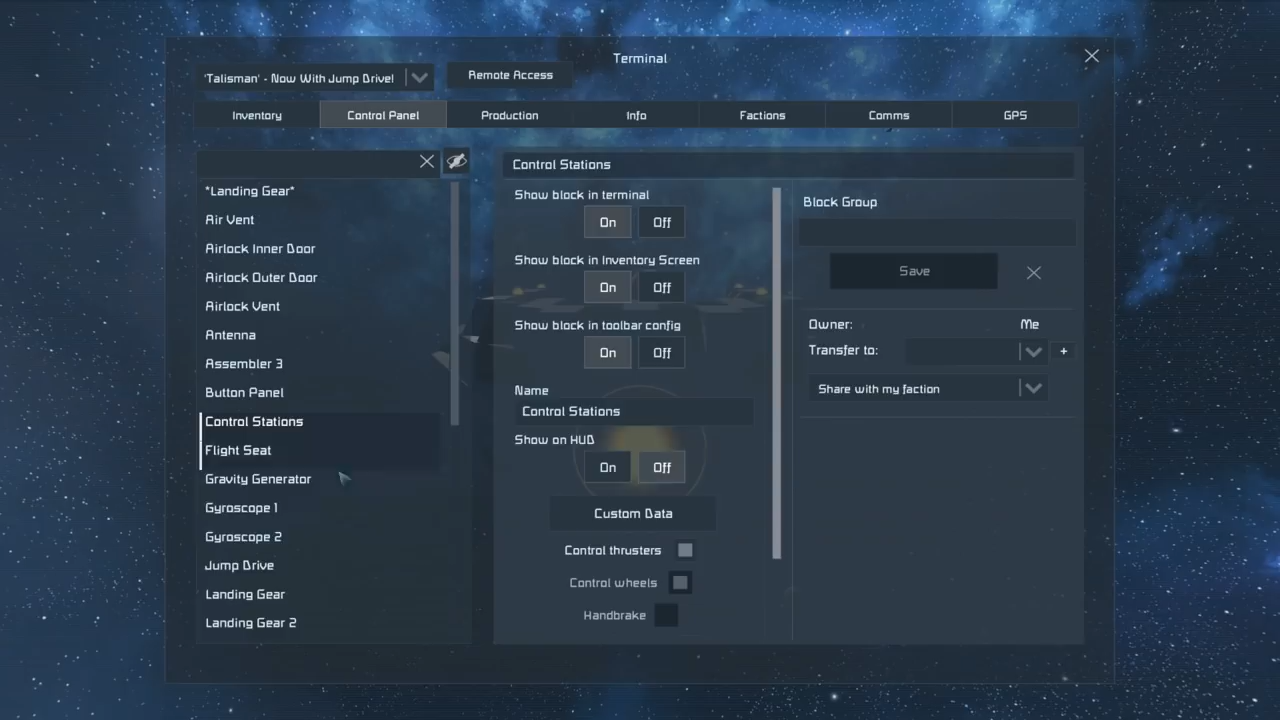 Terminal
'Talisman' - Now With Jump Drive!
Remote Access
Inventory
Control Panel
Production
Info
Factions
Comms
GPS
*Landing Gear*
Air Vent
Airlock Inner Door
Airlock Outer Door
Airlock Vent
Antenna
Assembler 3
Button Panel
Control Stations
Flight Seat
Gravity Generator
Gyroscope 1
Gyroscope 2
Jump Drive
Landing Gear
Landing Gear 2
Control Stations
Show block in terminal
On Off
Show block in Inventory Screen
On Off
Show block in toolbar config
On Off
Name
Control Stations
Show on HUD
On Off
Custom Data
Control thrusters
Control wheels
Handbrake
Block Group
Save
Owner: Me
Transfer to:
Share with my faction